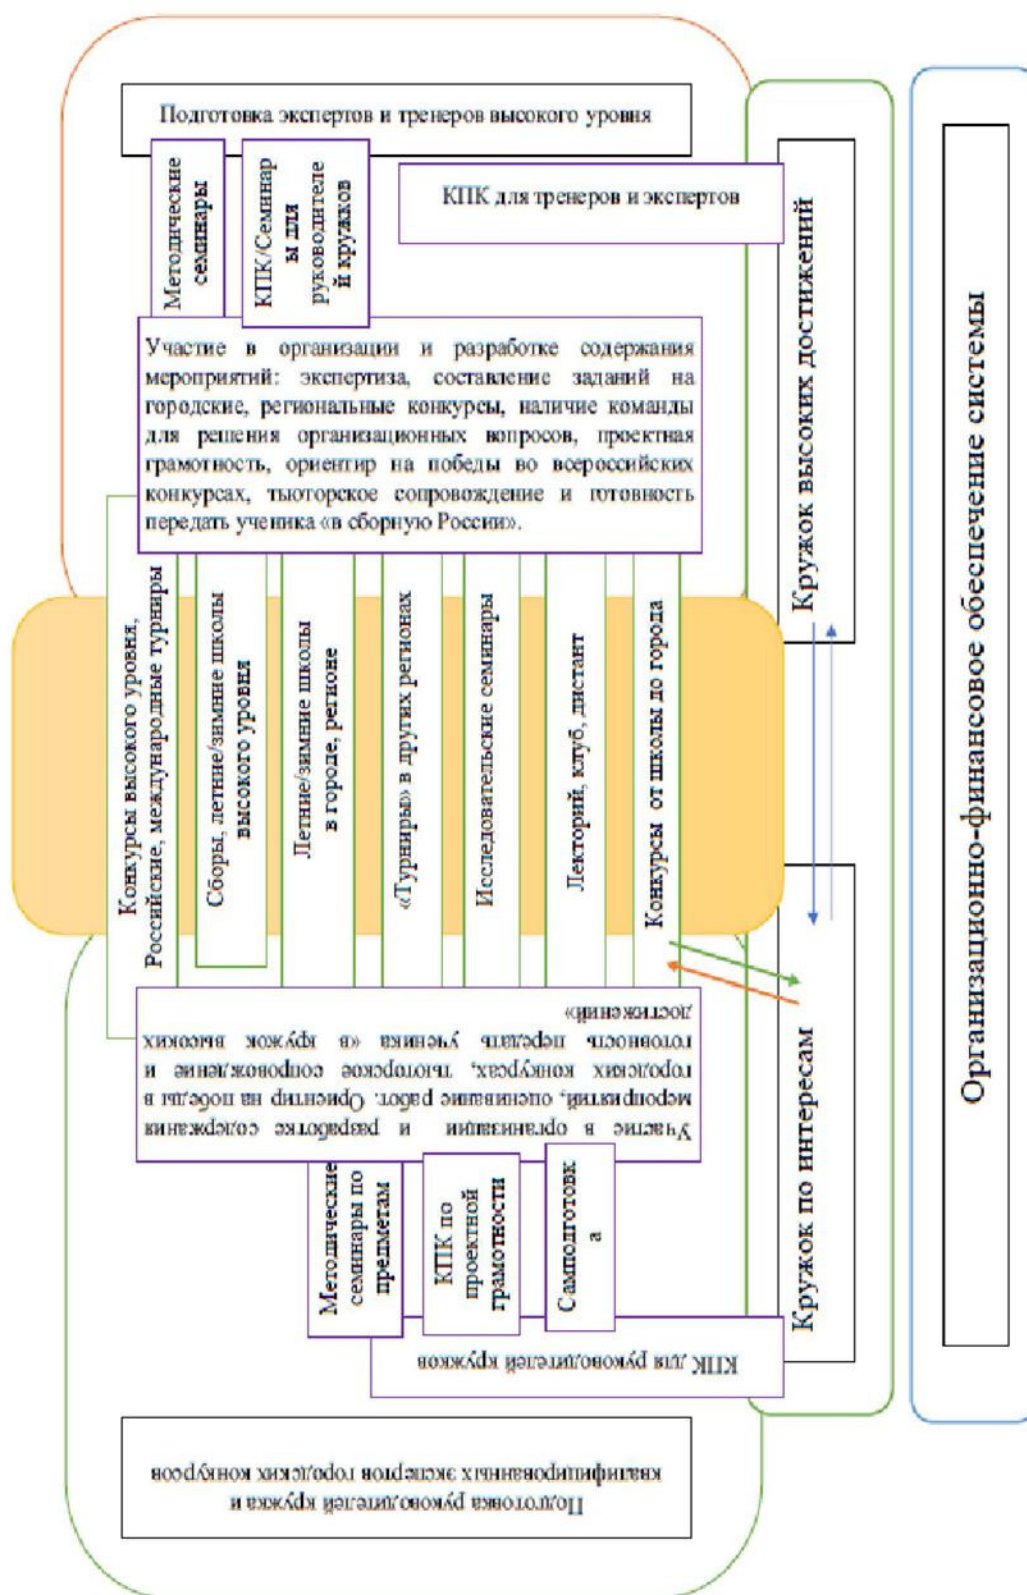 Подготовка экспертов и тренеров высокого уровня
Методические
семинары
КПК/Семинар
ы для
руководителе
й кружков
КПК для тренеров и экспертов
Участие в организации и разработке содержания
мероприятий: экспертиза, составление заданий на
городские, региональные конкурсы, наличие команды
для решения организационных вопросов, проектная
грамотность, ориентир на победы во всероссийских
конкурсах, тьюторское сопровождение и готовность
передать ученика «в сборную России».
Конкурсы высокого уровня,
Российские, международные турниры
Сборы, летние/зимние школы
высокого уровня
Летние/зимние школы
в городе, регионе
«Турниры» в других регионах
Исследовательские семинары
Лекторий, клуб, дистант
Конкурсы от школы до города
Участие в организации и разработке содержания
мероприятий, оценивание работ. Ориентир на победы в
городских конкурсах, тьюторское сопровождение и
готовность передать ученика «в кружок высоких
достижений»
Методические
семинары по
предметам
КПК по
проектной
грамотности
Самподготовк
а
КПК для руководителей кружков
Подготовка руководителей кружка и
квалифицированных экспертов городских конкурсов
Кружок высоких достижений
Кружок по интересам
Организационно-финансовое обеспечение системы